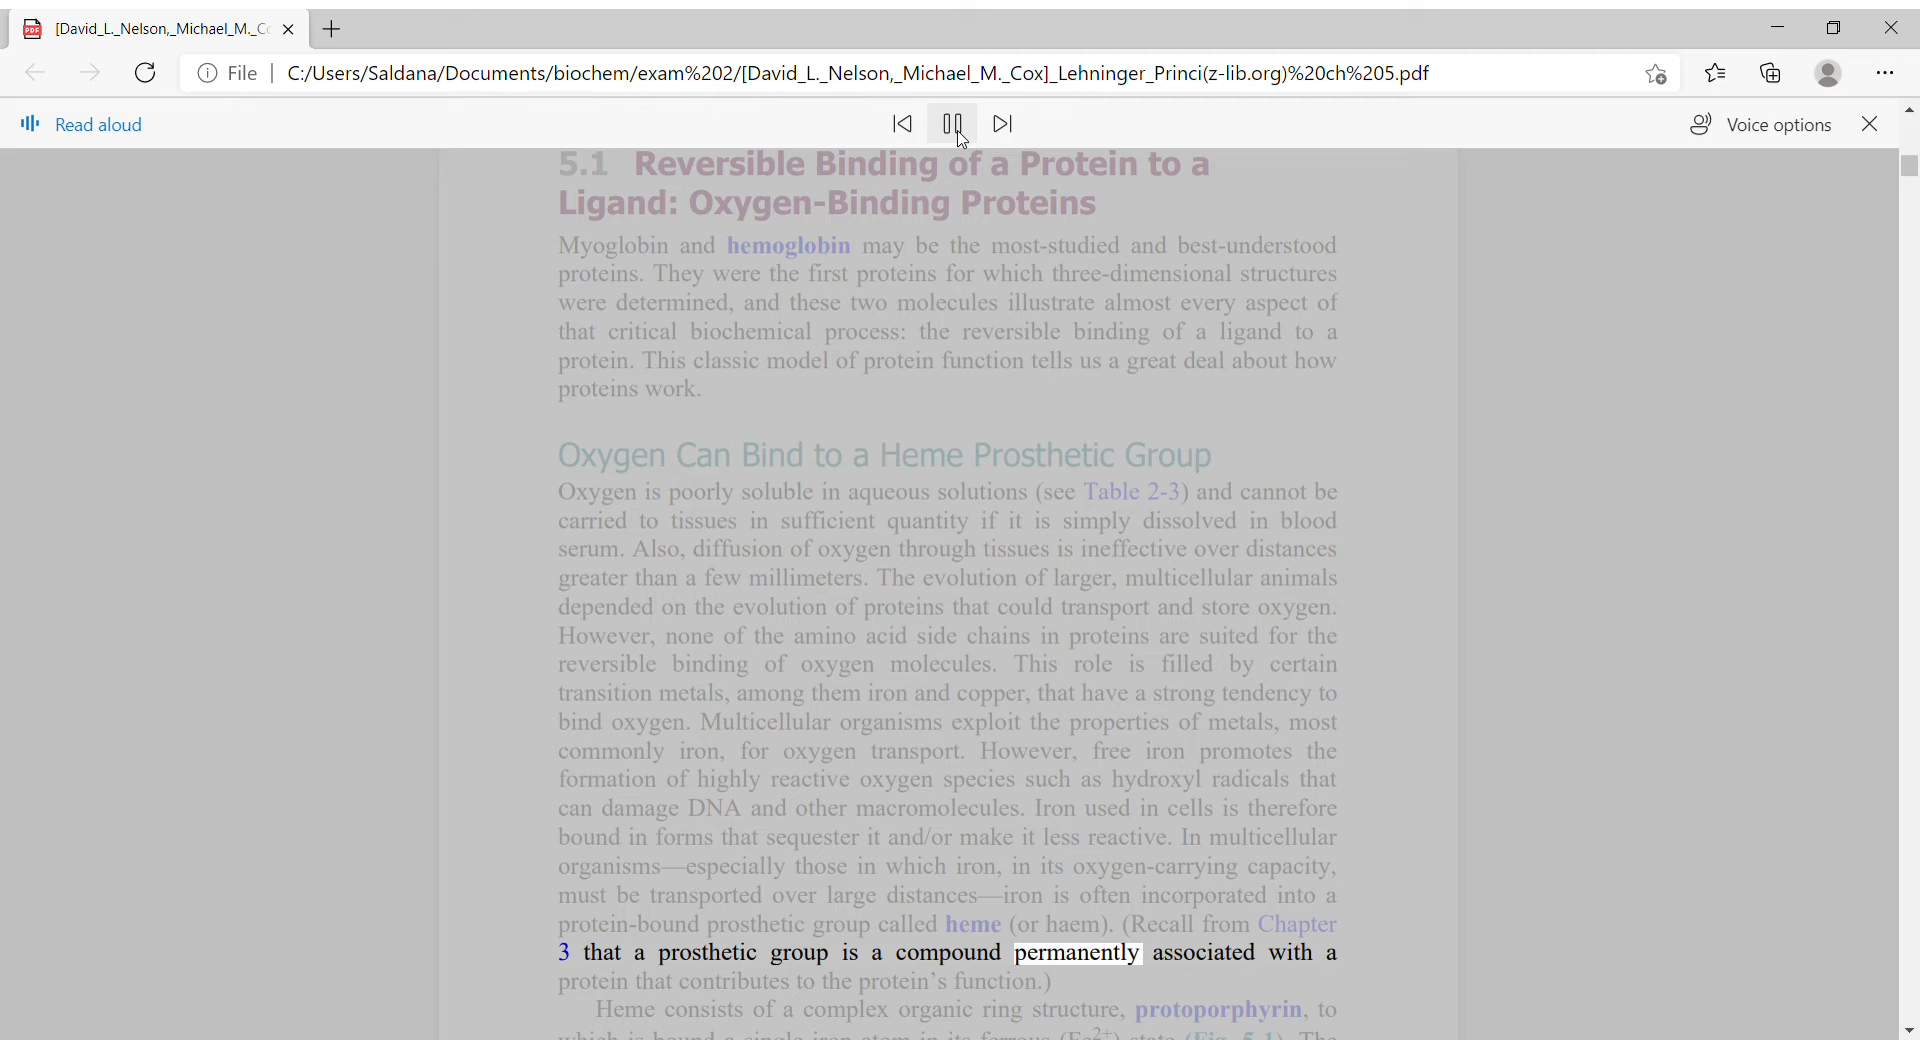 [David_L._Nelson,_Michael_M._Co
File
C:/Users/Saldana/Documents/biochem/exam%202/[David_L._Nelson,_Michael_M._Cox]_Lehninger_Princi(z-lib.org)%20ch%205.pdf
Read aloud
Voice options
5.1 Reversible Binding of a Protein to a
Ligand: Oxygen-Binding Proteins
Myoglobin and hemoglobin may be the most-studied and best-understood
proteins. They were the first proteins for which three-dimensional structures
were determined, and these two molecules illustrate almost every aspect of
that critical biochemical process: the reversible binding of a ligand to a
protein. This classic model of protein function tells us a great deal about how
proteins work.
Oxygen Can Bind to a Heme Prosthetic Group
Oxygen is poorly soluble in aqueous solutions (see Table 2-3) and cannot be
carried to tissues in sufficient quantity if it is simply dissolved in blood
serum. Also, diffusion of oxygen through tissues is ineffective over distances
greater than a few millimeters. The evolution of larger, multicellular animals
depended on the evolution of proteins that could transport and store oxygen.
However, none of the amino acid side chains in proteins are suited for the
reversible binding of oxygen molecules. This role is filled by certain
transition metals, among them iron and copper, that have a strong tendency to
bind oxygen. Multicellular organisms exploit the properties of metals, most
commonly iron, for oxygen transport. However, free iron promotes the
formation of highly reactive oxygen species such as hydroxyl radicals that
can damage DNA and other macromolecules. Iron used in cells is therefore
bound in forms that sequester it and/or make it less reactive. In multicellular
organisms—especially those in which iron, in its oxygen-carrying capacity,
must be transported over large distances—iron is often incorporated into a
protein-bound prosthetic group called heme (or haem). (Recall from Chapter
3 that a prosthetic group is a compound permanently associated with a
protein that contributes to the protein's function.)
Heme consists of a complex organic ring structure, protoporphyrin, to
which is bound a single iron atom in its ferrous (Fe2+) state (Fig. 5-1). The